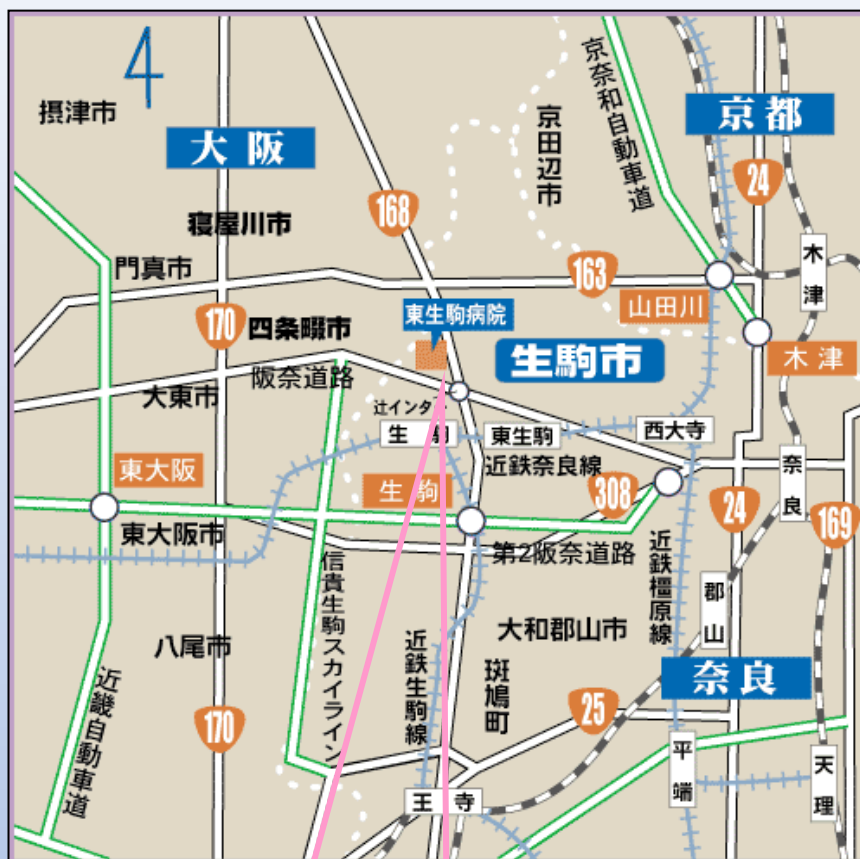 4
摂津市
大阪
京都
京奈和自動車道
京田辺市
24
168
寝屋川市
門真市
163
木津
山田川
170
四条畷市
東生駒病院
生駒市
木津
阪奈道路
大東市
辻インタ
生駒
東生駒
西大寺
近鉄奈良線
東大阪
生駒
308
奈良
24
169
東大阪市
第2阪奈道路
近鉄橿原線
信貴生駒スカイライン
郡山
八尾市
近鉄生駒線
大和郡山市
斑鳩町
奈良
近畿自動車道
170
25
平端
天理
王寺